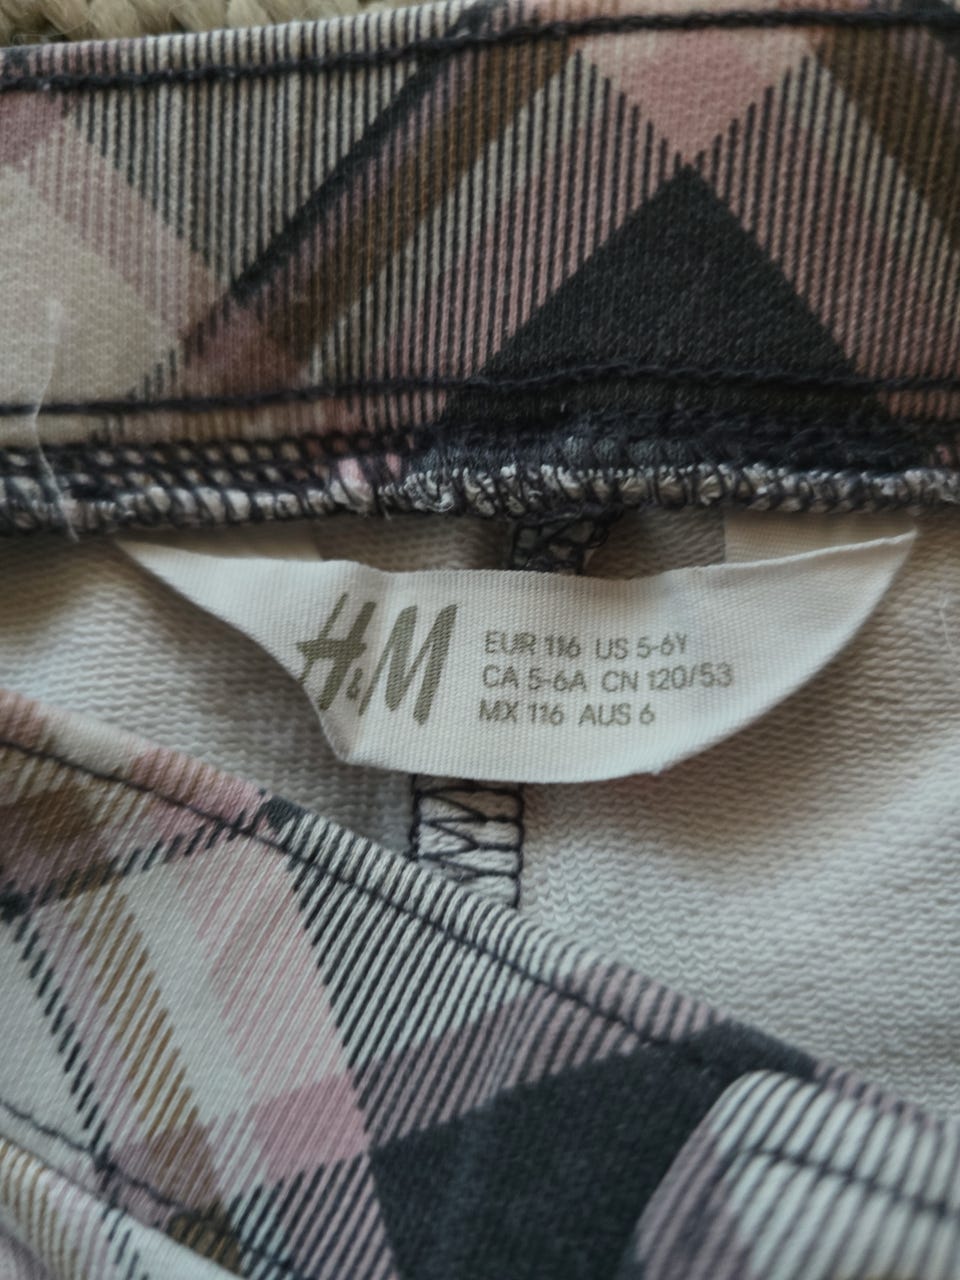 H&M
EUR 116 US 5-6Y
CA 5-6A CN 120/53
MX 116 AUS 6